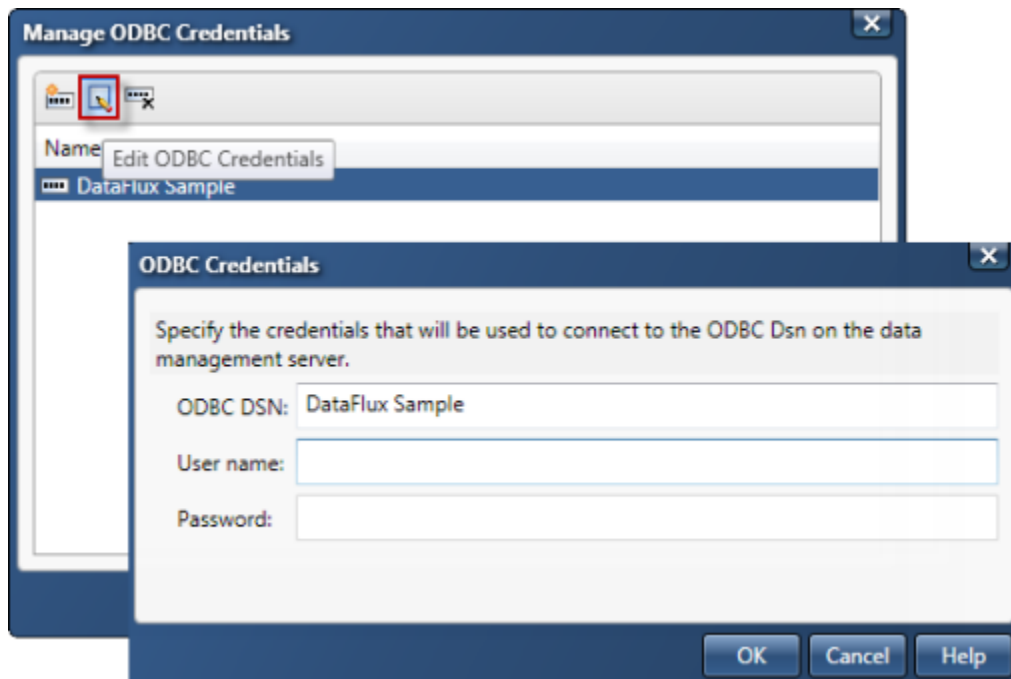 Manage ODBC Credentials
Name
Edit ODBC Credentials
DataFlux Sample
ODBC Credentials
Specify the credentials that will be used to connect to the ODBC Dsn on the data
management server.
ODBC DSN: DataFlux Sample
User name:
Password:
OK Cancel Help